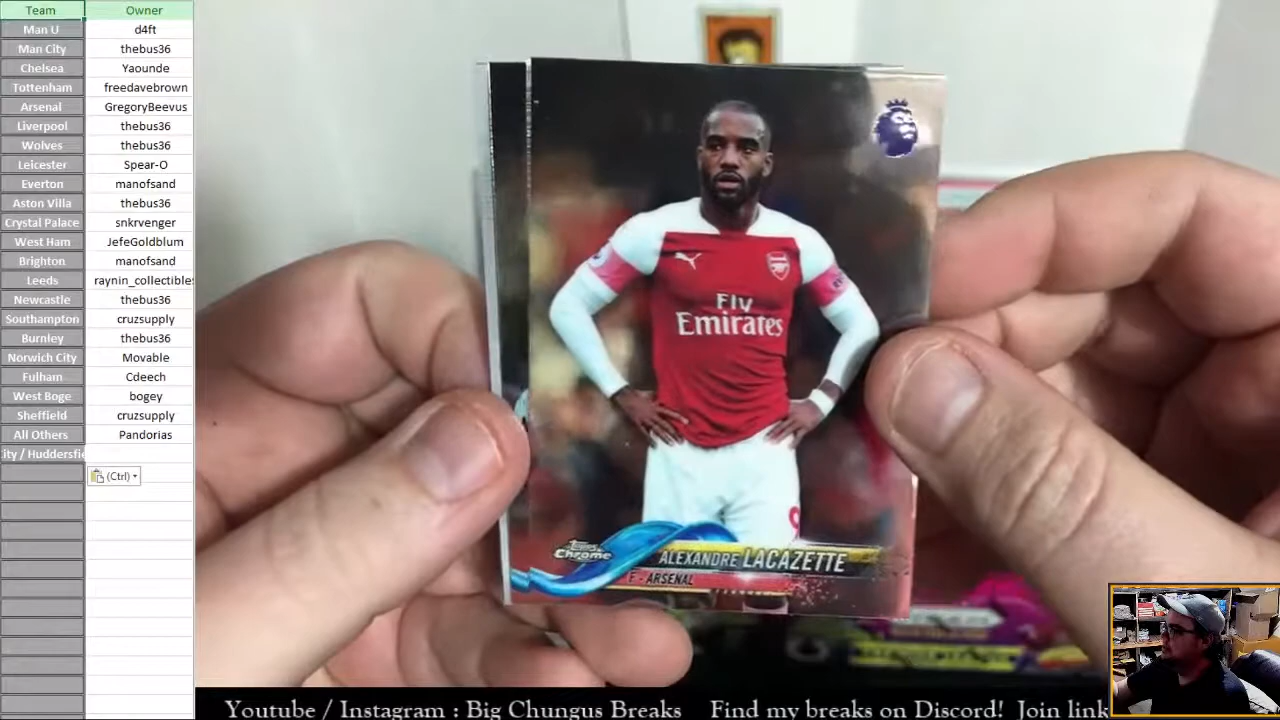 Team Owner
Man U d4ft
Man City thebus36
Chelsea Yaounde
Tottenham freedavebrown
Arsenal GregoryBeevus
Liverpool thebus36
Wolves thebus36
Leicester Spear-O
Everton manofsand
Aston Villa thebus36
Crystal Palace snkrvenger
West Ham JefeGoldblum
Brighton manofsand
Leeds raynin_collectibles
Newcastle thebus36
Southampton cruzsupply
Burnley thebus36
Norwich City Movable
Fulham Cdeech
West Boge bogey
Sheffield cruzsupply
All Others Pandorias
City / Huddersfie
(Ctrl)
Fly
Emirates
Topps
Chrome
ALEXANDRE LACAZETTE
F - ARSENAL
Youtube / Instagram : Big Chungus Breaks Find my breaks on Discord! Join link